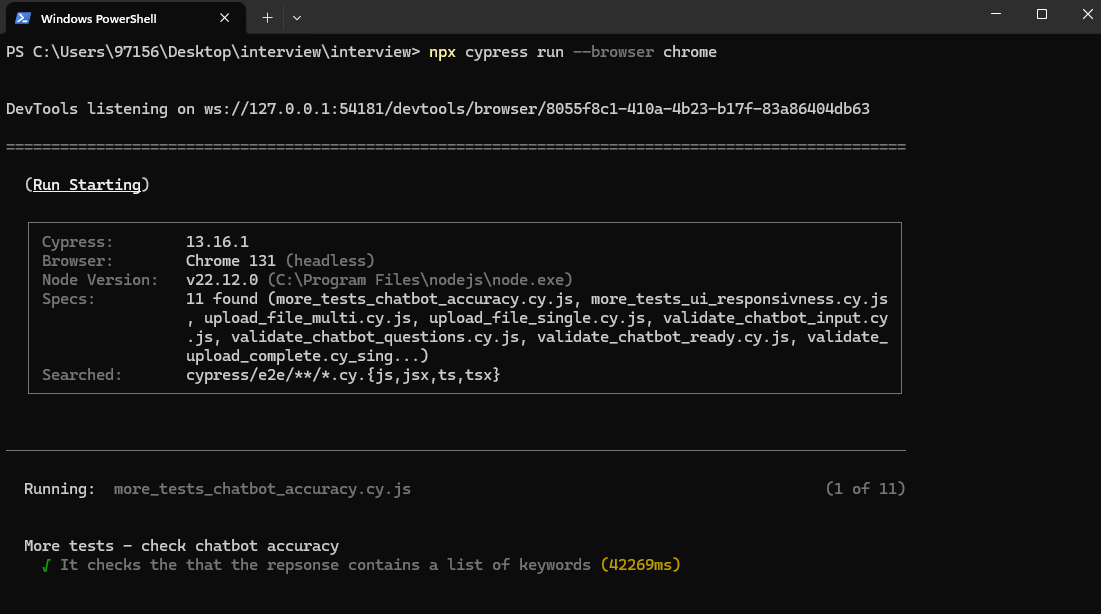 Windows PowerShell
PS C:\Users\97156\Desktop\interview\interview> npx cypress run --browser chrome
DevTools listening on ws://127.0.0.1:54181/devtools/browser/8055f8c1-410a-4b23-b17f-83a86404db63
====================================================================================================
(Run Starting)
Cypress: 13.16.1
Browser: Chrome 131 (headless)
Node Version: v22.12.0 (C:\Program Files\nodejs\node.exe)
Specs: 11 found (more_tests_chatbot_accuracy.cy.js, more_tests_ui_responsivness.cy.js
, upload_file_multi.cy.js, upload_file_single.cy.js, validate_chatbot_input.cy
.js, validate_chatbot_questions.cy.js, validate_chatbot_ready.cy.js, validate_
upload_complete.cy_sing...)
Searched: cypress/e2e/**/*.cy.{js,jsx,ts,tsx}
Running: more_tests_chatbot_accuracy.cy.js (1 of 11)
More tests - check chatbot accuracy
√ It checks the that the repsonse contains a list of keywords (42269ms)